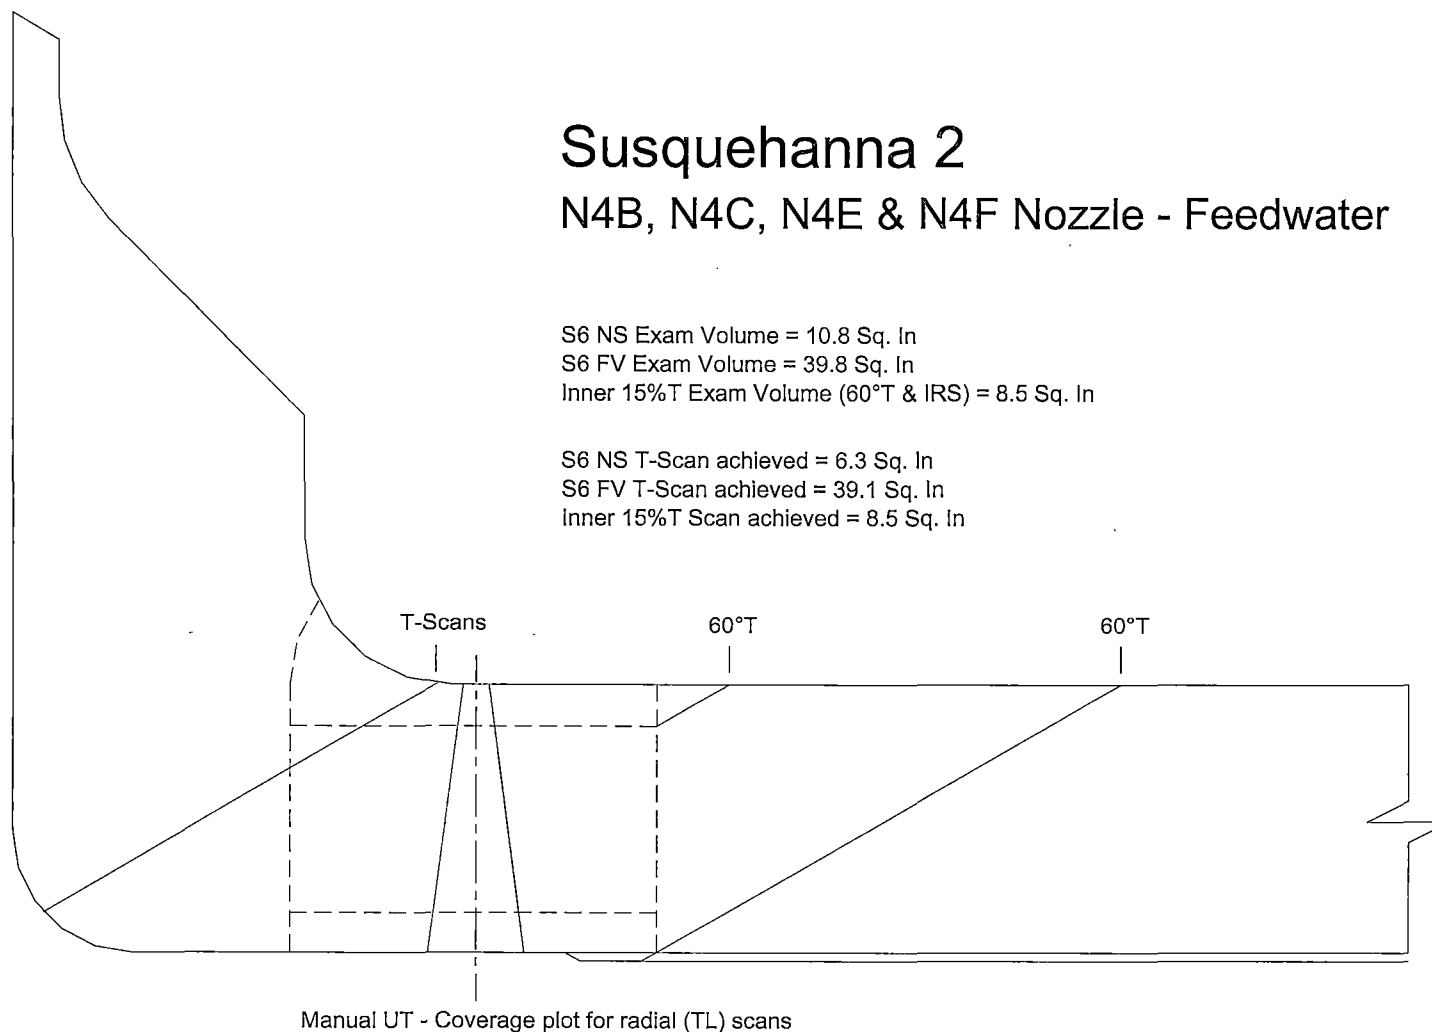 Susquehanna 2
N4B, N4C, N4E & N4F Nozzle - Feedwater
S6 NS Exam Volume = 10.8 Sq. In
S6 FV Exam Volume = 39.8 Sq. In
Inner 15%T Exam Volume (60°T & IRS) = 8.5 Sq. In
S6 NS T-Scan achieved = 6.3 Sq. In
S6 FV T-Scan achieved = 39.1 Sq. In
Inner 15%T Scan achieved = 8.5 Sq. In
T-Scans
60°T
60°T
Manual UT - Coverage plot for radial (TL) scans